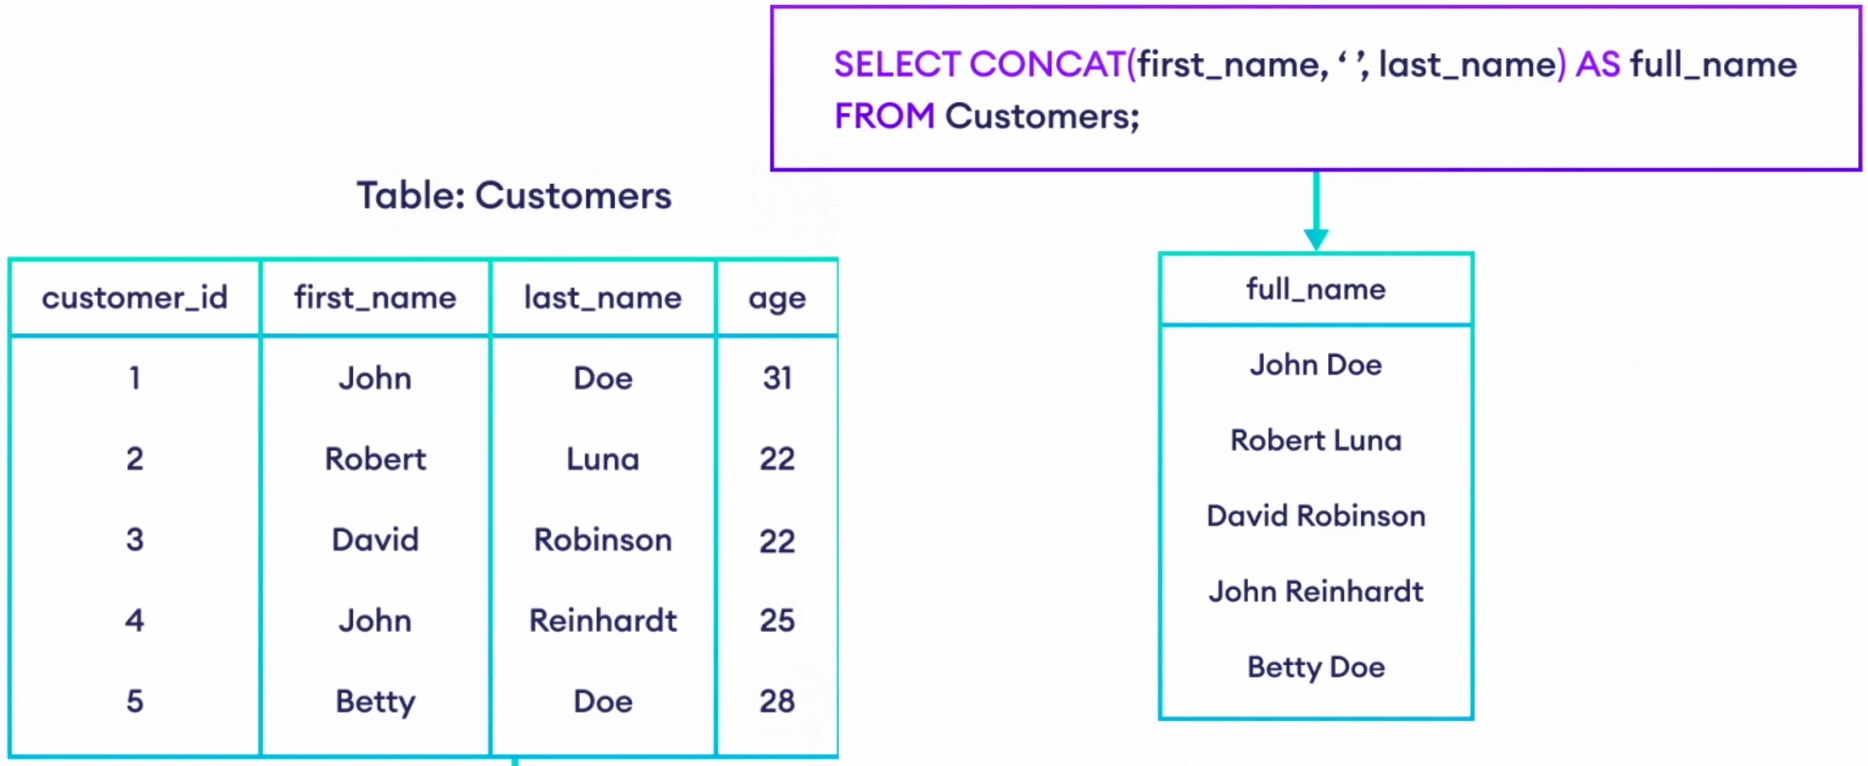 SELECT CONCAT(first_name, ‘ ’, last_name) AS full_name
FROM Customers;
Table: Customers
customer_id first_name last_name age
1 John Doe 31
2 Robert Luna 22
3 David Robinson 22
4 John Reinhardt 25
5 Betty Doe 28
full_name
John Doe
Robert Luna
David Robinson
John Reinhardt
Betty Doe